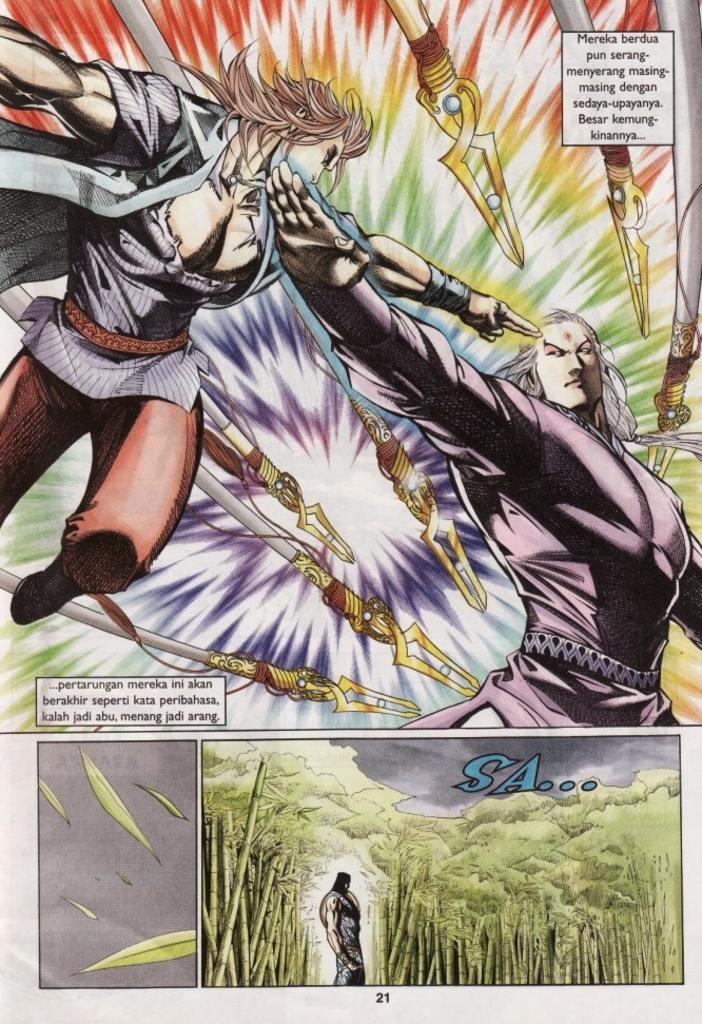 Mereka berdua
pun serang-
menyerang masing-
masing dengan
sedaya-upayanya.
Besar kemung-
kinannya...
...pertarungan mereka ini akan
berakhir seperti kata peribahasa,
kalah jadi abu, menang jadi arang.
SA...
21